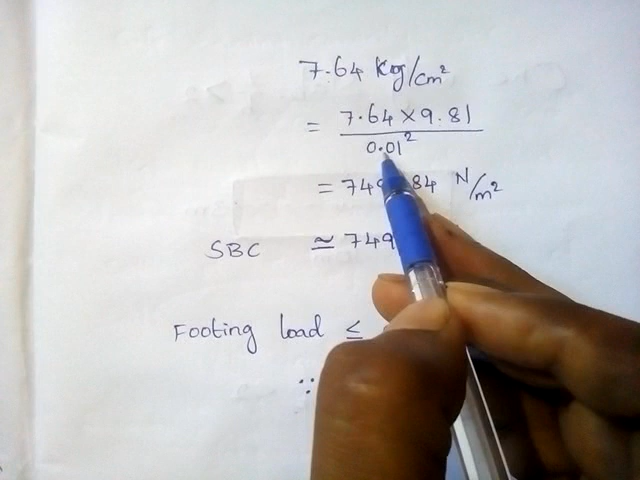 7.64 Kg/cm²
= 7.64 × 9.81
0.01²
= 749 84 N/m²
SBC ≃ 749
Footing load ≤
∵